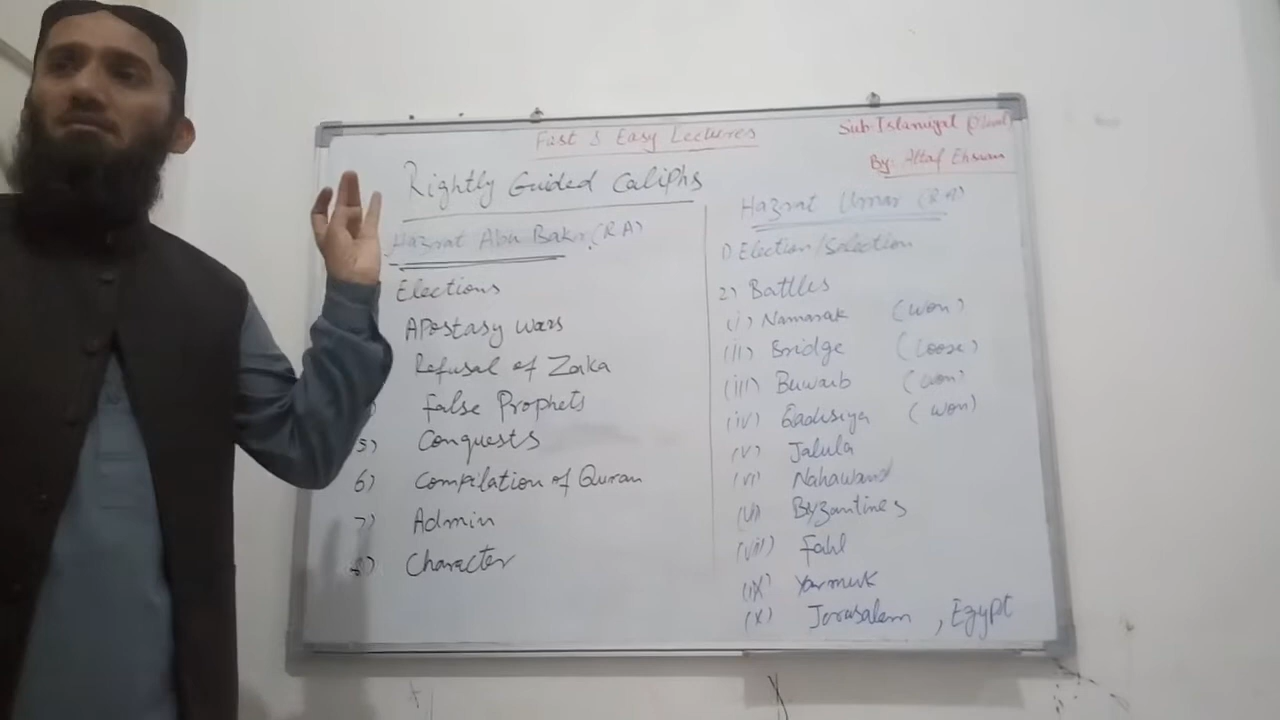 Fast & Easy Lectures
Sub: Islamiyat
By: Altaf Ehsan
Rightly Guided Caliphs
Hazrat Abu Bakr (RA)
Elections
Apostasy wars
Refusal of Zaka
False Prophets
5) Conquests
6) Compilation of Quran
7) Admin
8) Character
Hazrat Umar (RA)
1) Election/Selection
2) Battles
(i) Namarak (won)
(ii) Bridge (Loose)
(iii) Buwaib (won)
(iv) Qadisiya (won)
(v) Jalula
(vi) Nahawand
(vi) Byzantines
(viii) Fahl
(ix) Yarmuk
(x) Jerusalem, Egypt